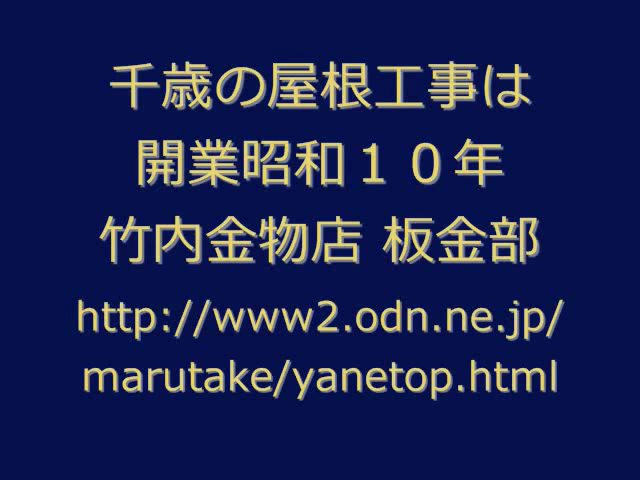 千歳の屋根工事は
開業昭和１０年
竹内金物店 板金部
http://www2.odn.ne.jp/
marutake/yanetop.html